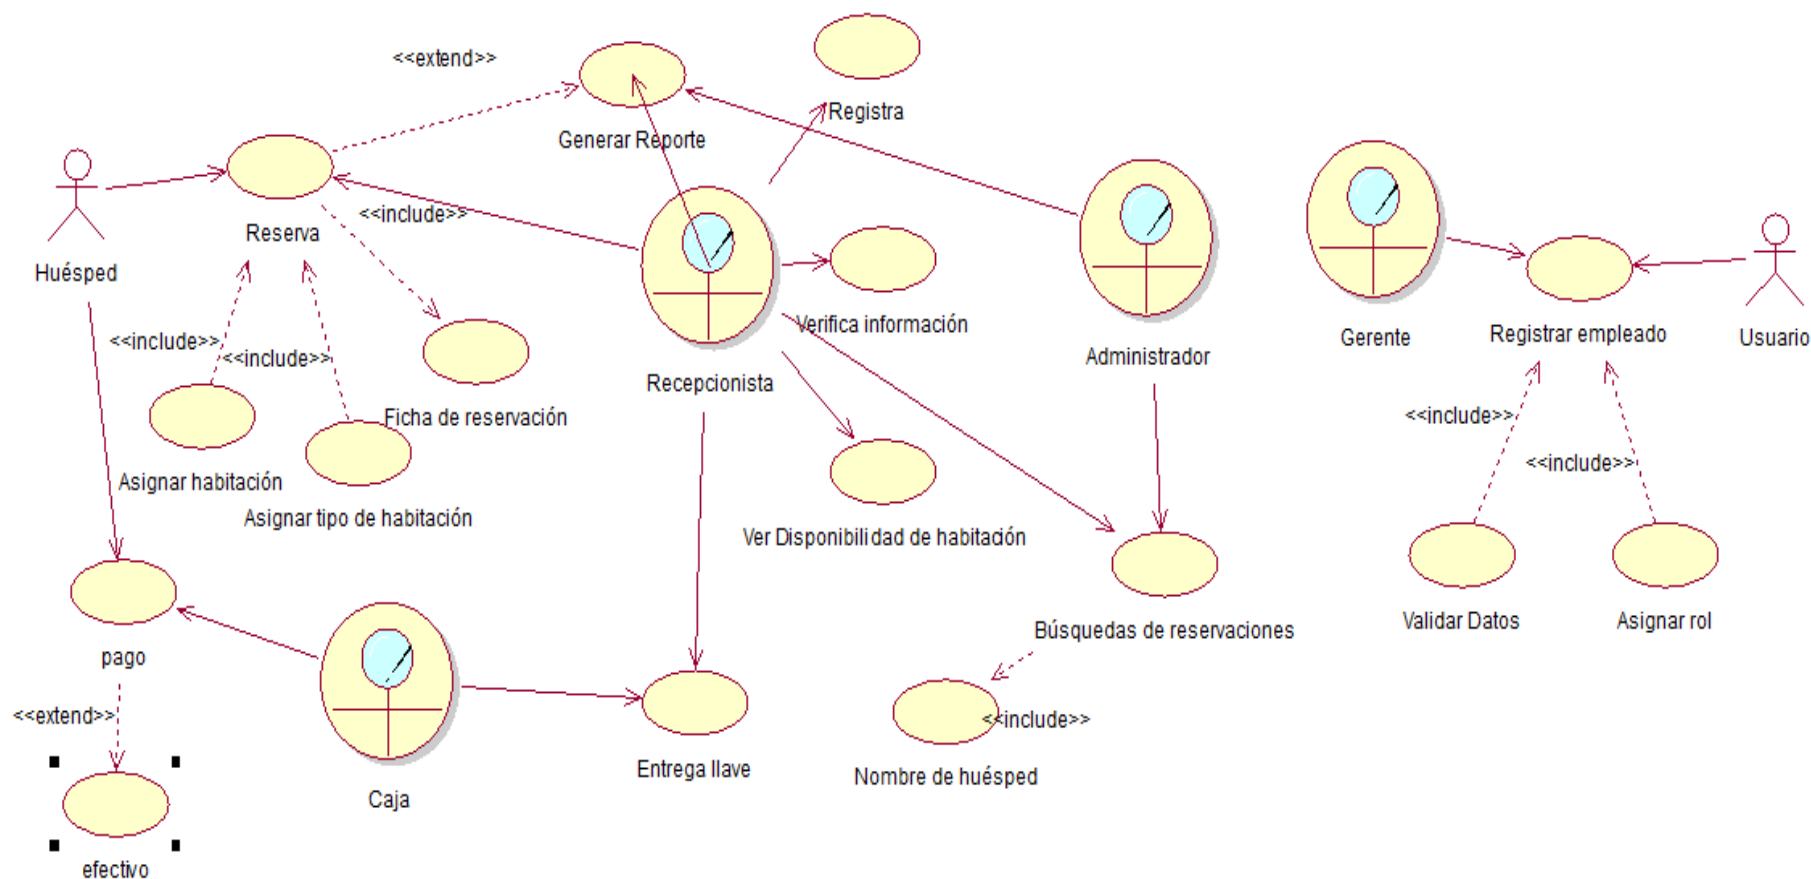 <<extend>>
Registra
Generar Reporte
<<include>>
Reserva
Huésped
Verifica información
Gerente
Registrar empleado
Usuario
<<include>>
<<include>>
Administrador
Recepcionista
Ficha de reservación
<<include>>
<<include>>
Asignar habitación
Asignar tipo de habitación
Ver Disponibilidad de habitación
Validar Datos
Asignar rol
Búsquedas de reservaciones
pago
<<extend>>
<<include>>
Entrega llave
Nombre de huésped
Caja
efectivo